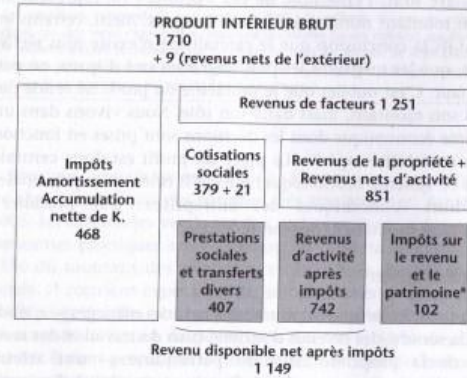 PRODUIT INTÉRIEUR BRUT
1 710
+ 9 (revenus nets de l'extérieur)
Revenus de facteurs 1 251
Impôts
Amortissement
Accumulation
nette de K.
468
Cotisations
sociales
379 + 21
Revenus de la propriété +
Revenus nets d'activité
851
Prestations
sociales
et transferts
divers
407
Revenus
d'activité
après
impôts
742
Impôts sur
le revenu
et le
patrimoine*
102
Revenu disponible net après impôts
1 149